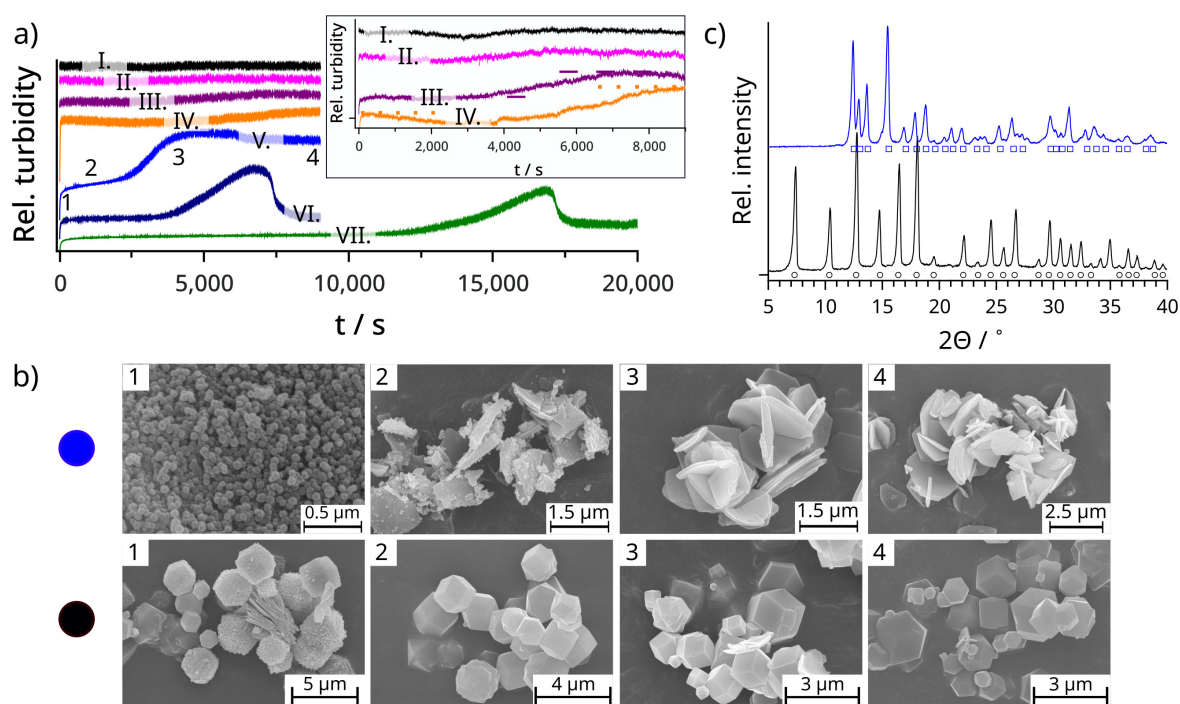 a)
Rel. turbidity
I.
II.
III.
IV.
V.
VI.
VII.
1
2
3
4
0
5,000
10,000
15,000
20,000
t / s
Rel. turbidity
I.
II.
III.
IV.
0
2,000
4,000
6,000
8,000
t / s
c)
Rel. intensity
5
10
15
20
25
30
35
40
2Θ / °
b)
1
0.5 µm
2
1.5 µm
3
1.5 µm
4
2.5 µm
1
5 µm
2
4 µm
3
3 µm
4
3 µm